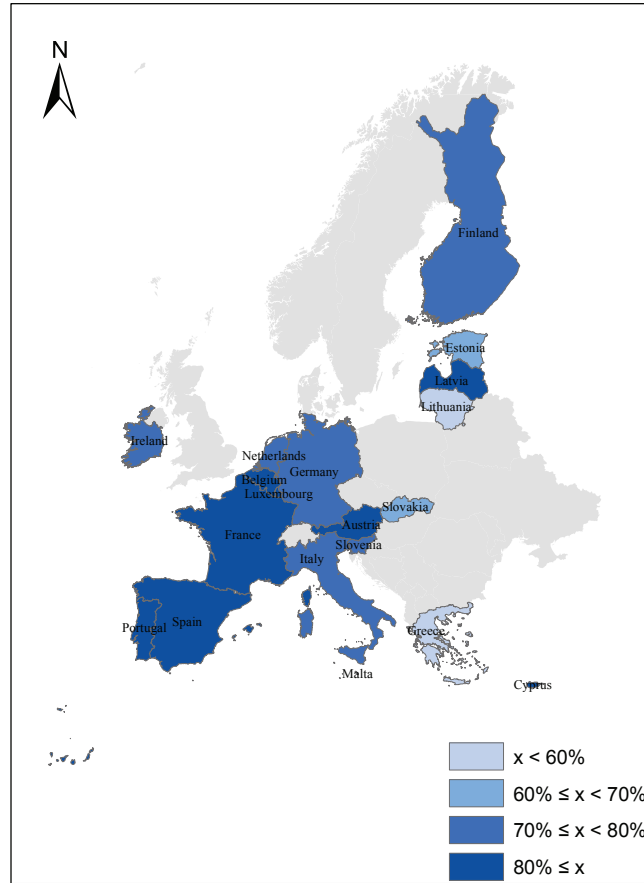 N
Finland
Estonia
Latvia
Lithuania
Ireland
Netherlands
Germany
Belgium
Luxembourg
Slovakia
Austria
France
Slovenia
Italy
Portugal
Spain
Greece
Malta
Cyprus
x < 60%
60% ≤ x < 70%
70% ≤ x < 80%
80% ≤ x